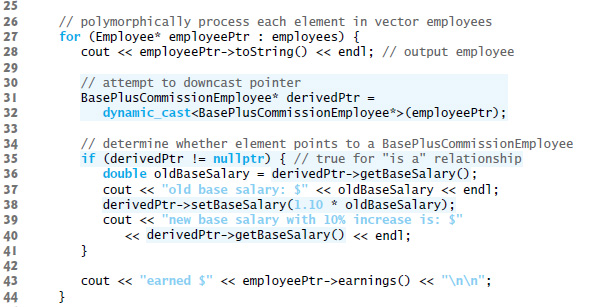 25
26 // polymorphically process each element in vector employees
27 for (Employee* employeePtr : employees) {
28 cout << employeePtr->toString() << endl; // output employee
29
30 // attempt to downcast pointer
31 BasePlusCommissionEmployee* derivedPtr =
32 dynamic_cast<BasePlusCommissionEmployee*>(employeePtr);
33
34 // determine whether element points to a BasePlusCommissionEmployee
35 if (derivedPtr != nullptr) { // true for "is a" relationship
36 double oldBaseSalary = derivedPtr->getBaseSalary();
37 cout << "old base salary: $" << oldBaseSalary << endl;
38 derivedPtr->setBaseSalary(1.10 * oldBaseSalary);
39 cout << "new base salary with 10% increase is: $"
40 << derivedPtr->getBaseSalary() << endl;
41 }
42
43 cout << "earned $" << employeePtr->earnings() << "\n\n";
44 }